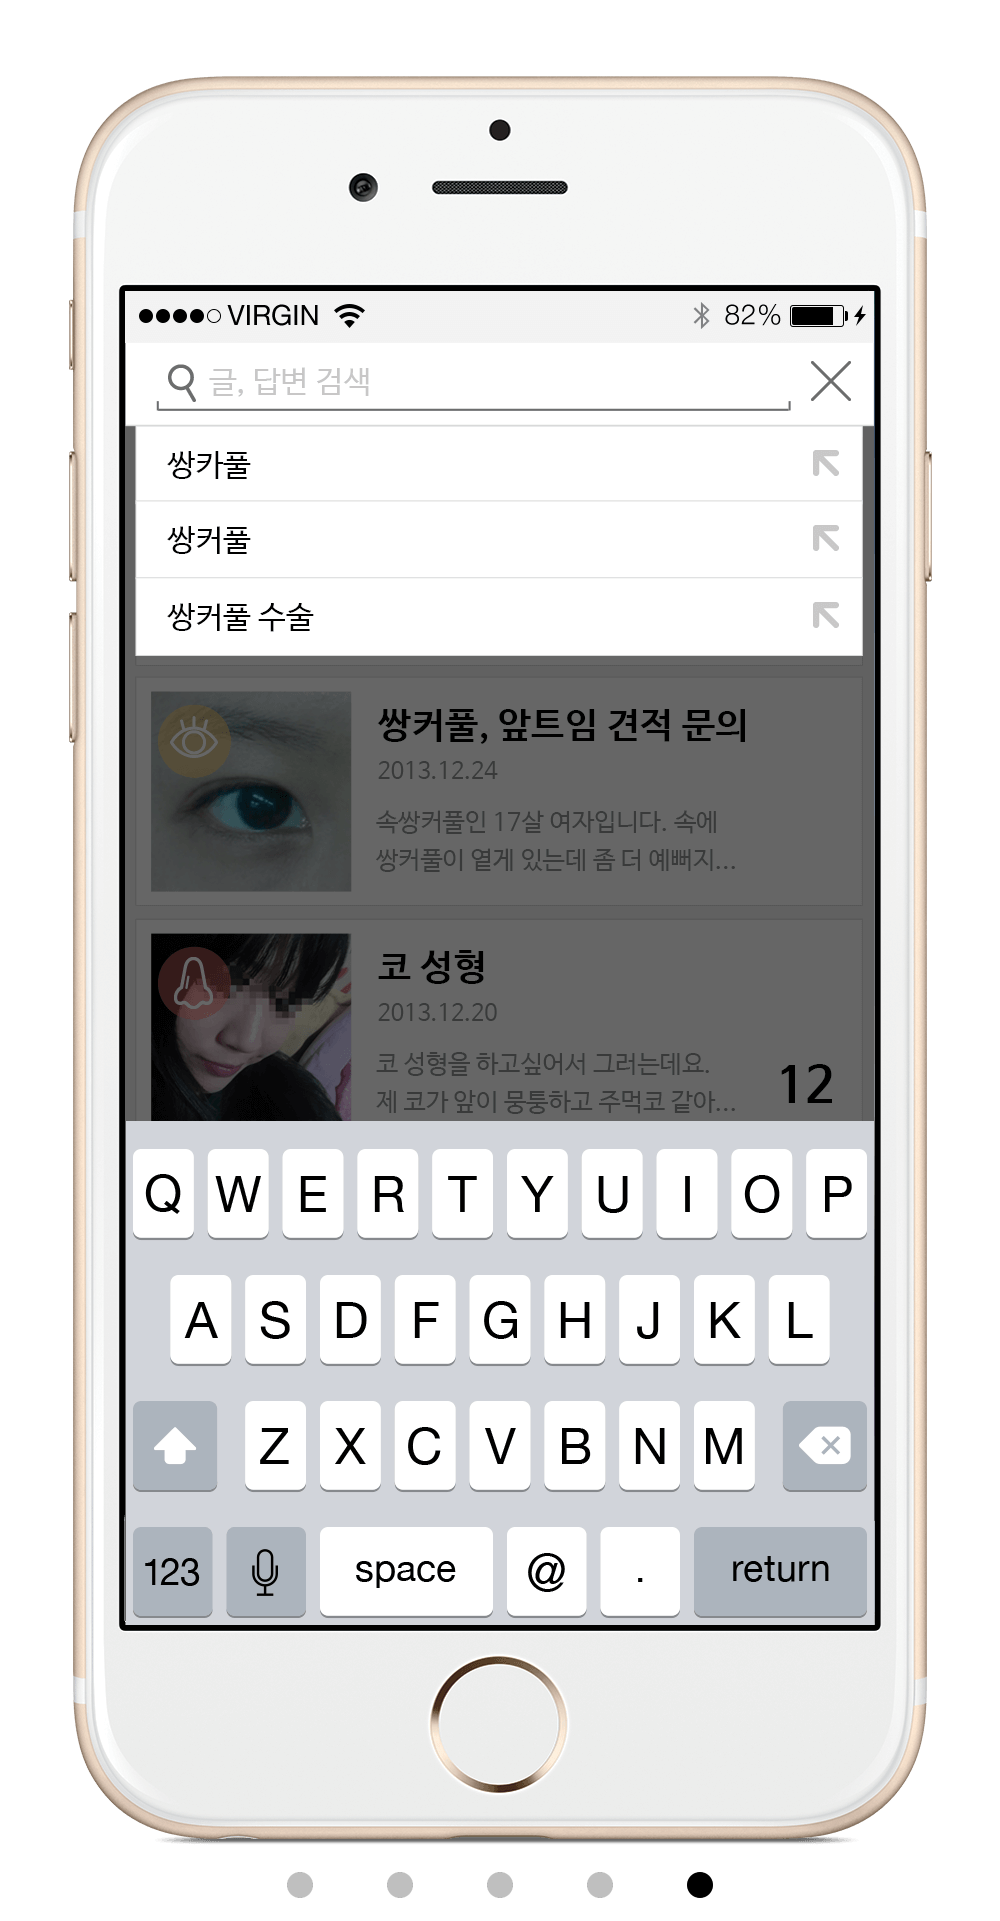 VIRGIN 82%
글, 답변 검색
쌍카풀
쌍커풀
쌍커풀 수술
쌍커풀, 앞트임 견적 문의
2013.12.24
속쌍커풀인 17살 여자입니다. 속에
쌍커풀이 옅게 있는데 좀 더 예뻐지...
코 성형
2013.12.20
코 성형을 하고싶어서 그러는데요.
제 코가 앞이 뭉퉁하고 주먹코 같아...
12
Q W E R T Y U I O P
A S D F G H J K L
Z X C V B N M
123 space @ . return